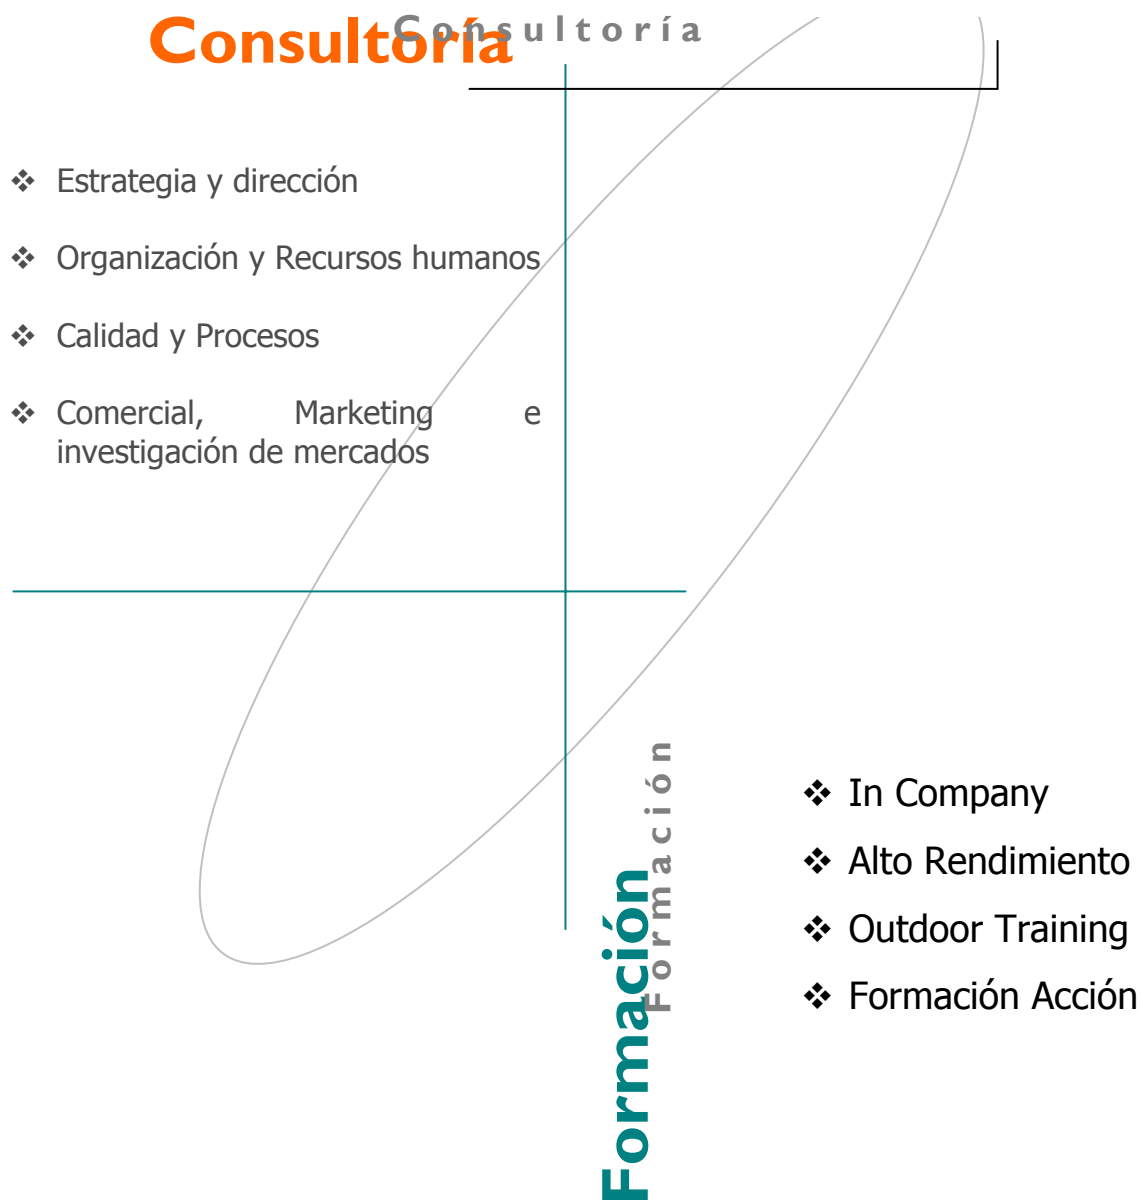 Consultoría
Consultoría
❖ Estrategia y dirección
❖ Organización y Recursos humanos
❖ Calidad y Procesos
❖ Comercial, Marketing e
investigación de mercados
Formación
Formación
❖ In Company
❖ Alto Rendimiento
❖ Outdoor Training
❖ Formación Acción